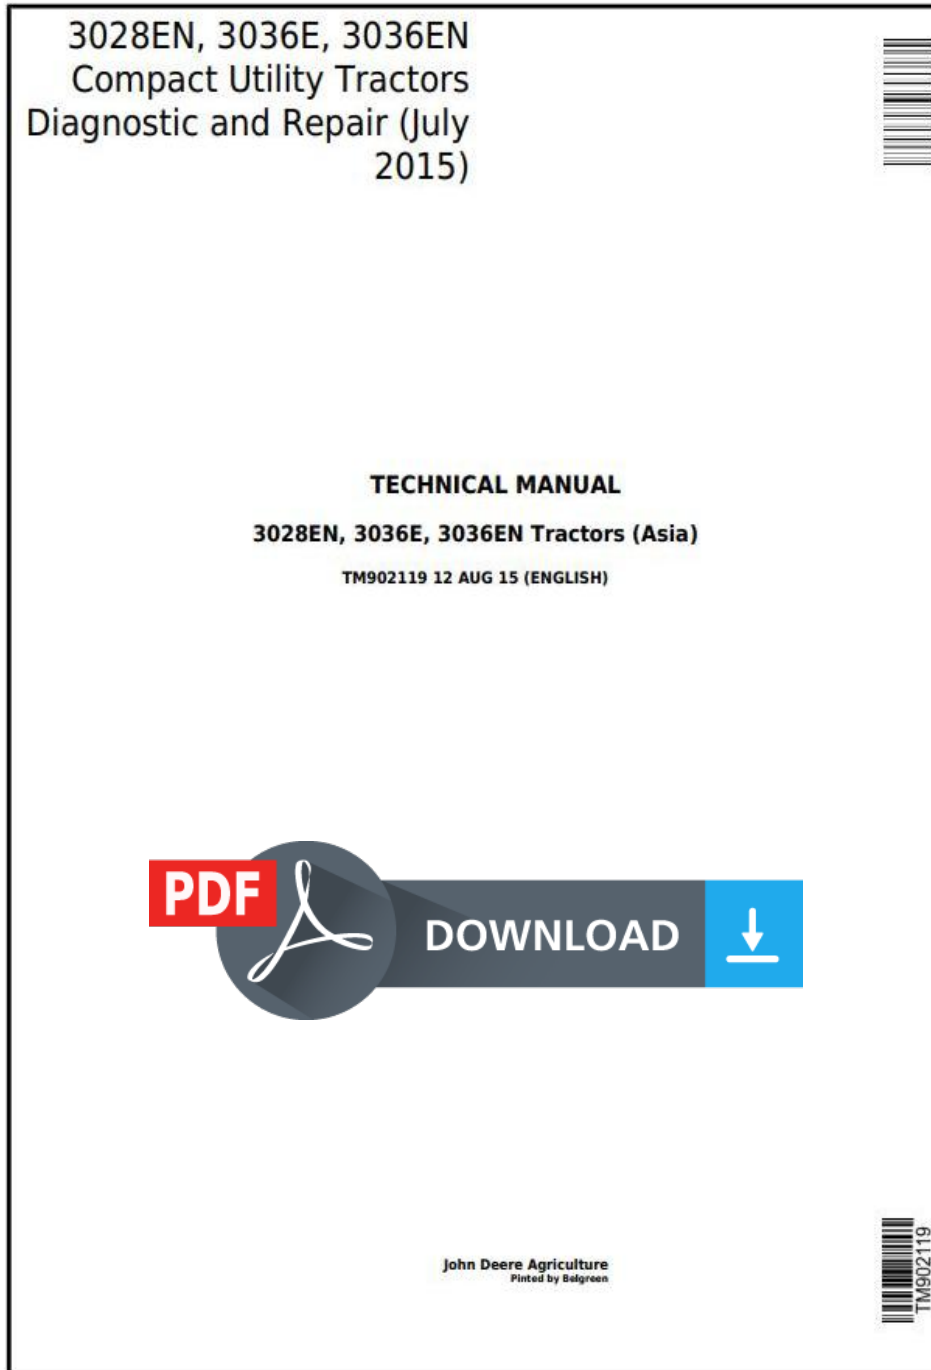 3028EN, 3036E, 3036EN
Compact Utility Tractors
Diagnostic and Repair (July
2015)
TECHNICAL MANUAL
3028EN, 3036E, 3036EN Tractors (Asia)
TM902119 12 AUG 15 (ENGLISH)
PDF
DOWNLOAD
John Deere Agriculture
Pinted by Belgreen
TM902119